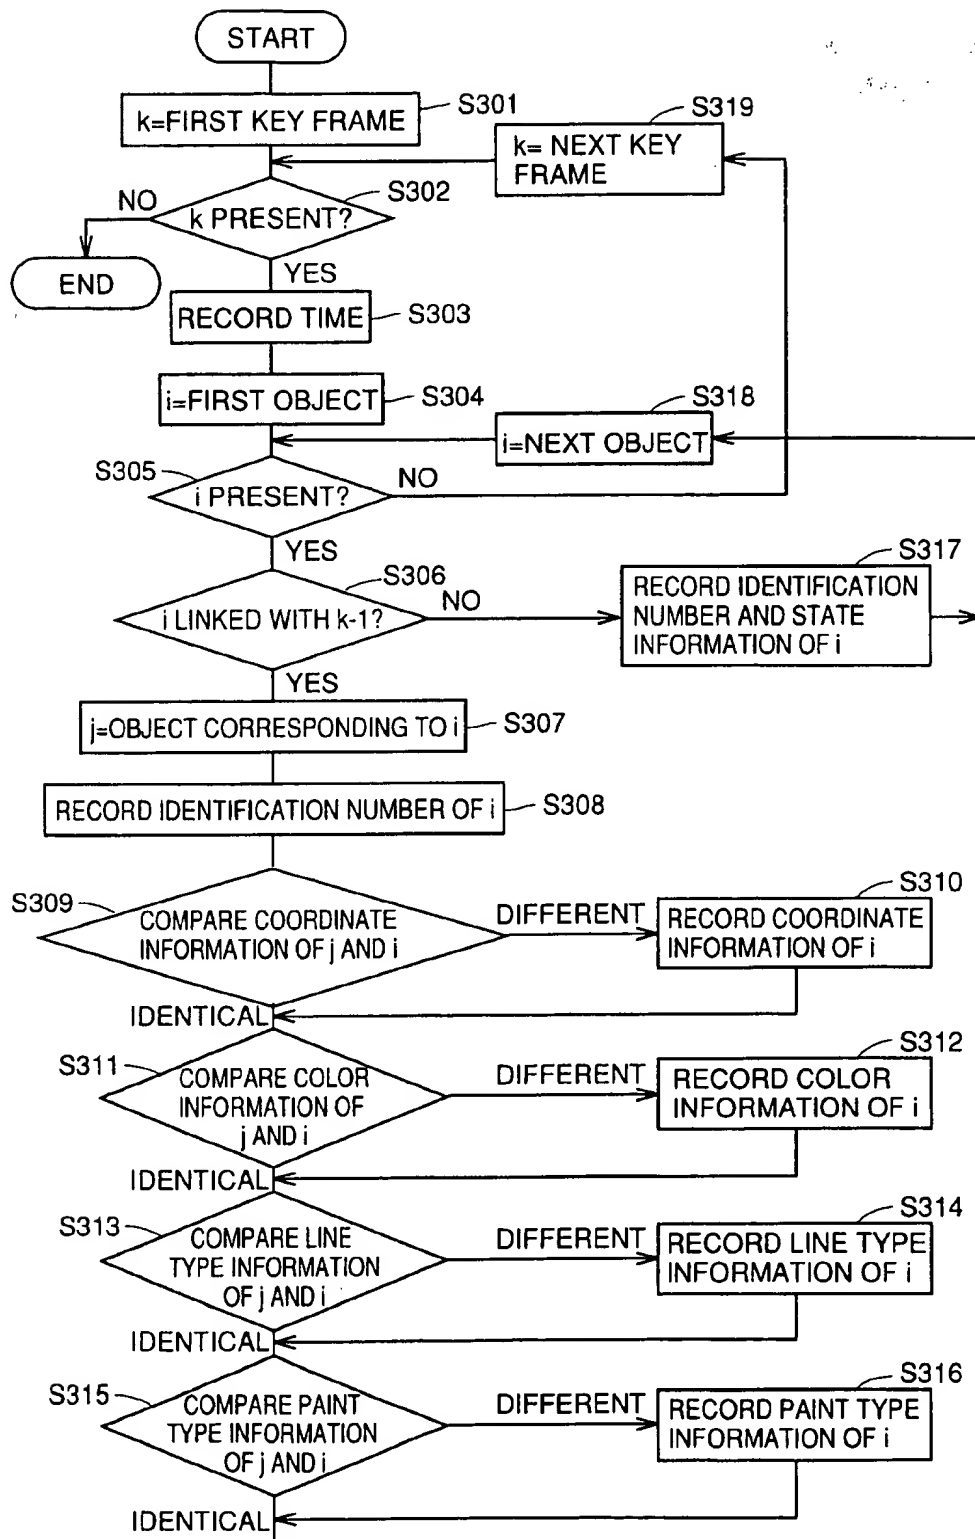 START
k=FIRST KEY FRAME
S301
k= NEXT KEY
FRAME
S319
k PRESENT?
S302
NO
END
YES
RECORD TIME
S303
i=FIRST OBJECT
S304
i=NEXT OBJECT
S318
S305
i PRESENT?
NO
YES
S306
i LINKED WITH k-1?
NO
S317
RECORD IDENTIFICATION
NUMBER AND STATE
INFORMATION OF i
YES
j=OBJECT CORRESPONDING TO i
S307
RECORD IDENTIFICATION NUMBER OF i
S308
S309
COMPARE COORDINATE
INFORMATION OF j AND i
DIFFERENT
S310
RECORD COORDINATE
INFORMATION OF i
IDENTICAL
S311
COMPARE COLOR
INFORMATION OF
j AND i
DIFFERENT
S312
RECORD COLOR
INFORMATION OF i
IDENTICAL
S313
COMPARE LINE
TYPE INFORMATION
OF j AND i
DIFFERENT
S314
RECORD LINE TYPE
INFORMATION OF i
IDENTICAL
S315
COMPARE PAINT
TYPE INFORMATION
OF j AND i
DIFFERENT
S316
RECORD PAINT TYPE
INFORMATION OF i
IDENTICAL